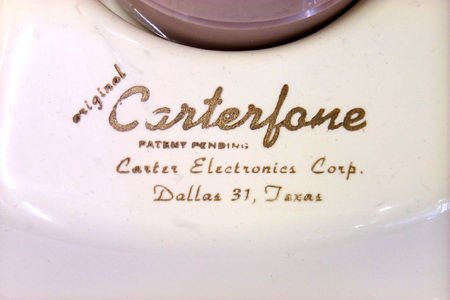 original
Carterfone
PATENT PENDING
Carter Electronics Corp.
Dallas 31, Texas